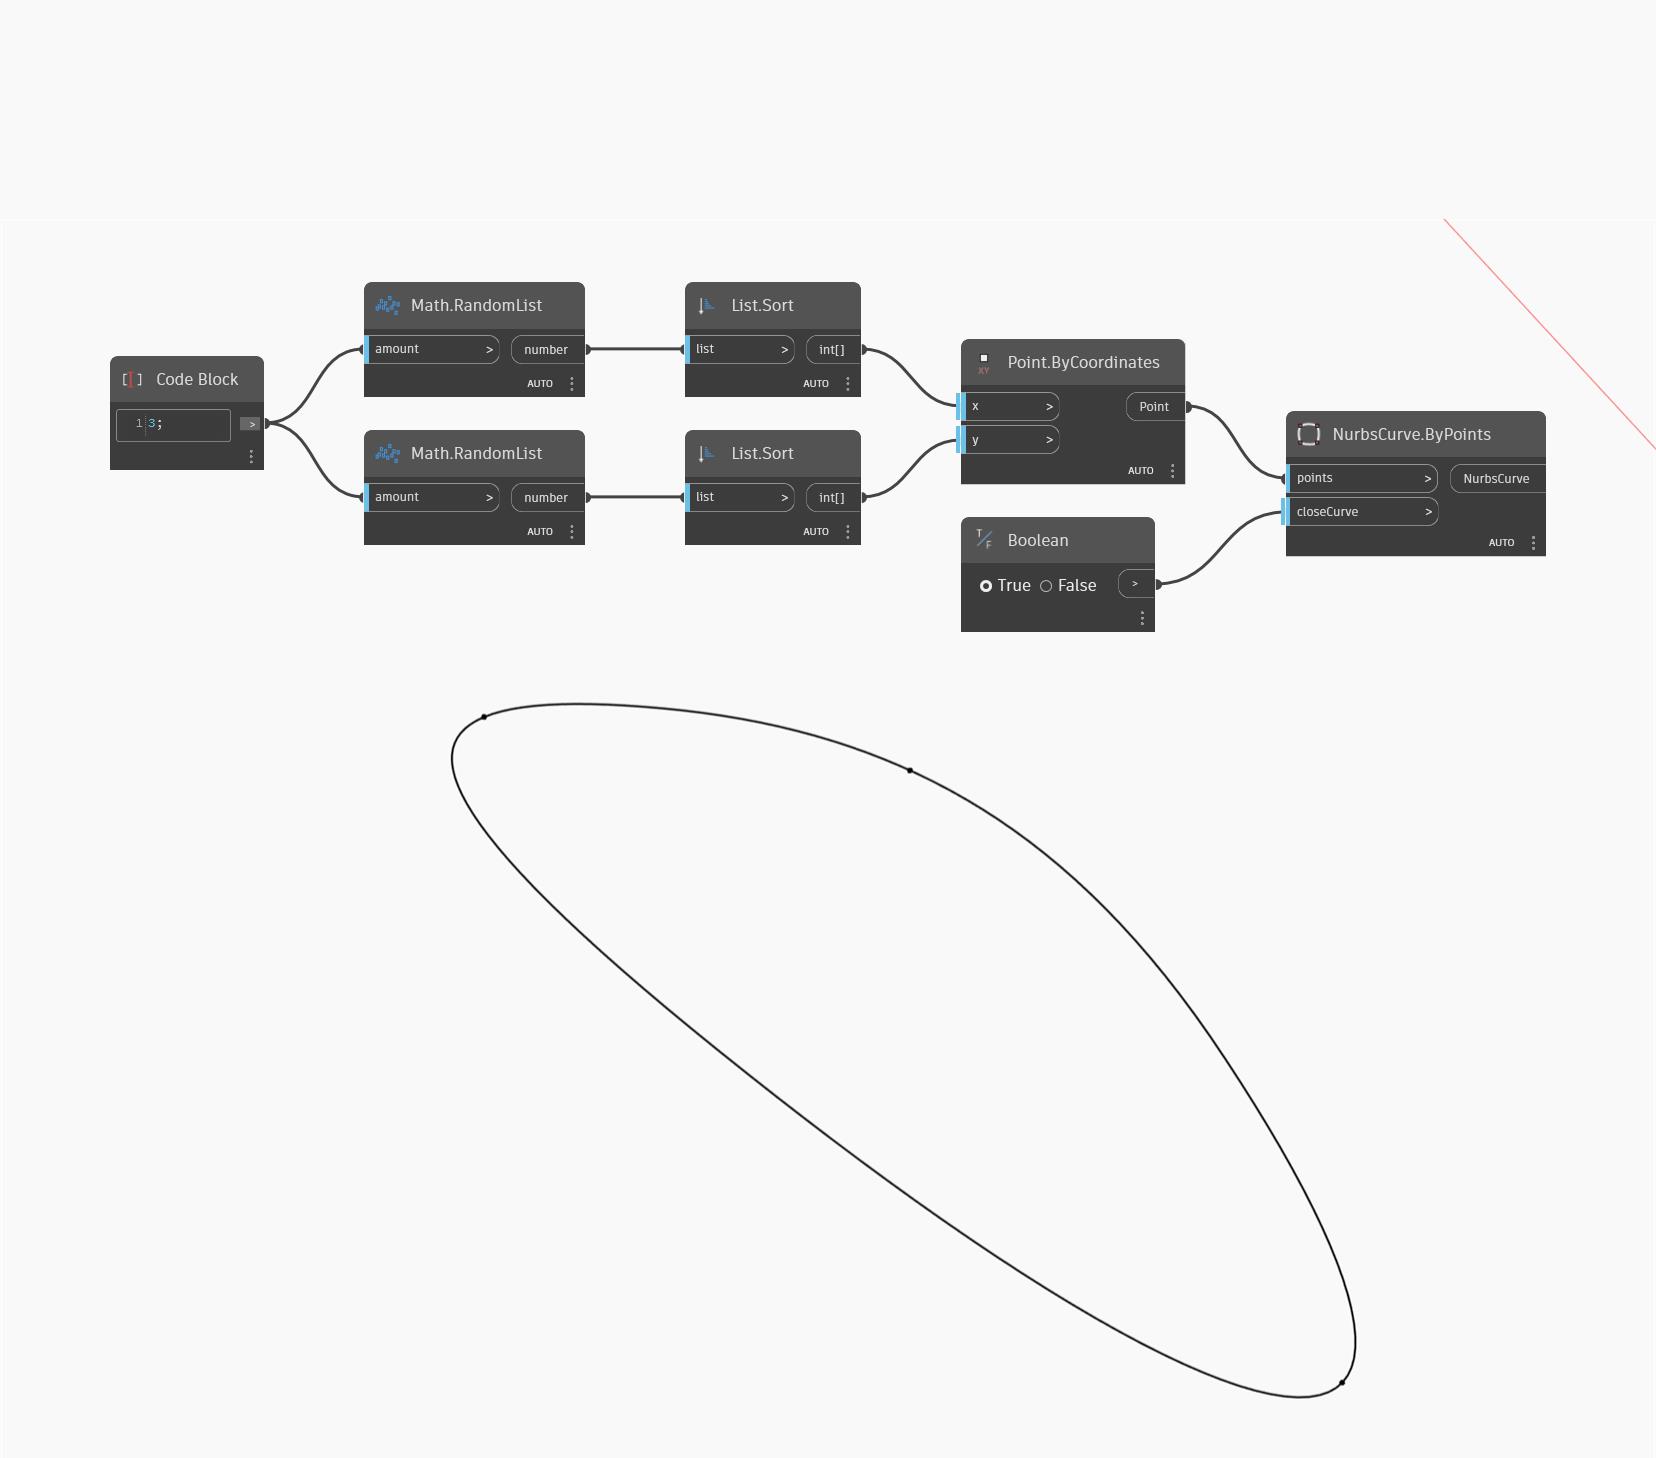 Code Block
1 3;
>
Math.RandomList
amount > number
AUTO
Math.RandomList
amount > number
AUTO
List.Sort
list > int[]
AUTO
List.Sort
list > int[]
AUTO
XY
Point.ByCoordinates
x > Point
y >
AUTO
T/F
Boolean
True False >
NurbsCurve.ByPoints
points > NurbsCurve
closeCurve >
AUTO